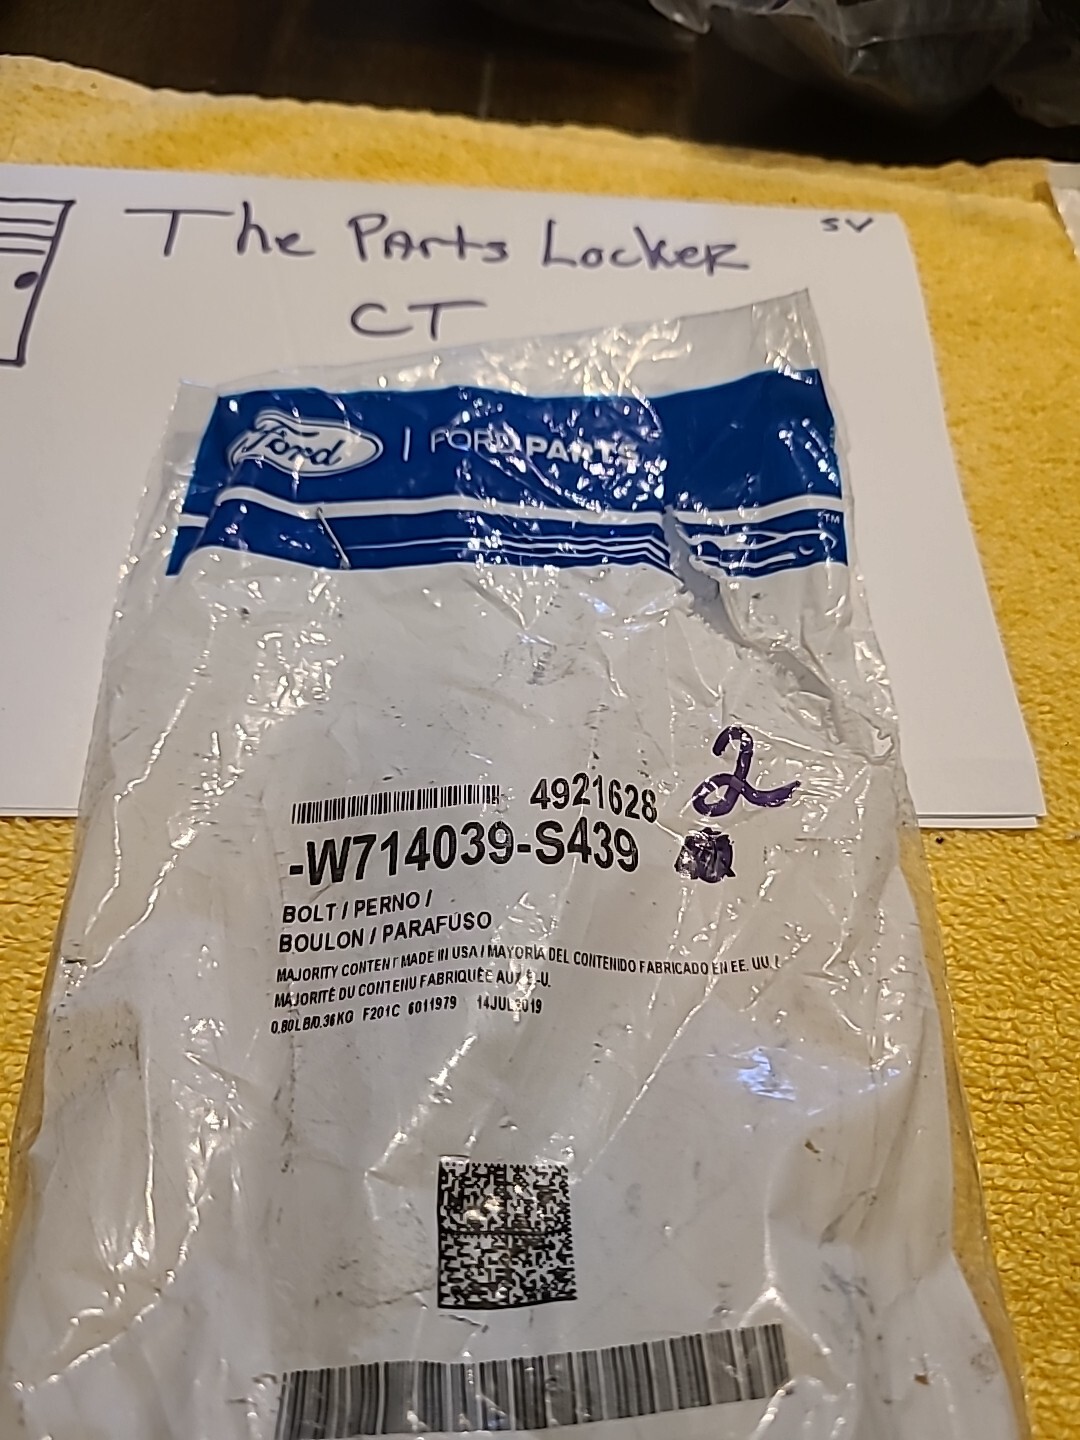 The Parts Locker
SV
CT
Ford | FORD PARTS
TM
4921628
2
-W714039-S439
BOLT / PERNO /
BOULON / PARAFUSO
MAJORITY CONTENT MADE IN USA / MAYORÍA DEL CONTENIDO FABRICADO EN EE. UU. /
MAJORITÉ DU CONTENU FABRIQUÉE AUX É.-U.
0.80LB/0.36KG F201C 6011979 14JUL2019